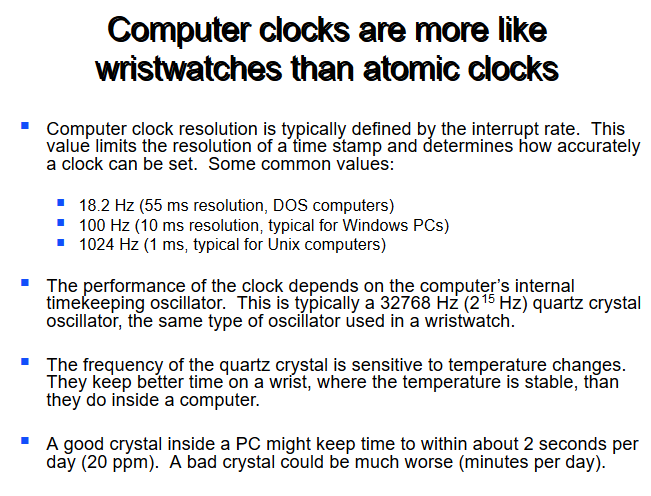 Computer clocks are more like
wristwatches than atomic clocks
Computer clock resolution is typically defined by the interrupt rate.  This
value limits the resolution of a time stamp and determines how accurately
a clock can be set.  Some common values:
18.2 Hz (55 ms resolution, DOS computers)
100 Hz (10 ms resolution, typical for Windows PCs)
1024 Hz (1 ms, typical for Unix computers)
The performance of the clock depends on the computer’s internal
timekeeping oscillator.  This is typically a 32768 Hz (2¹⁵ Hz) quartz crystal
oscillator, the same type of oscillator used in a wristwatch.
The frequency of the quartz crystal is sensitive to temperature changes.
They keep better time on a wrist, where the temperature is stable, than
they do inside a computer.
A good crystal inside a PC might keep time to within about 2 seconds per
day (20 ppm).  A bad crystal could be much worse (minutes per day).